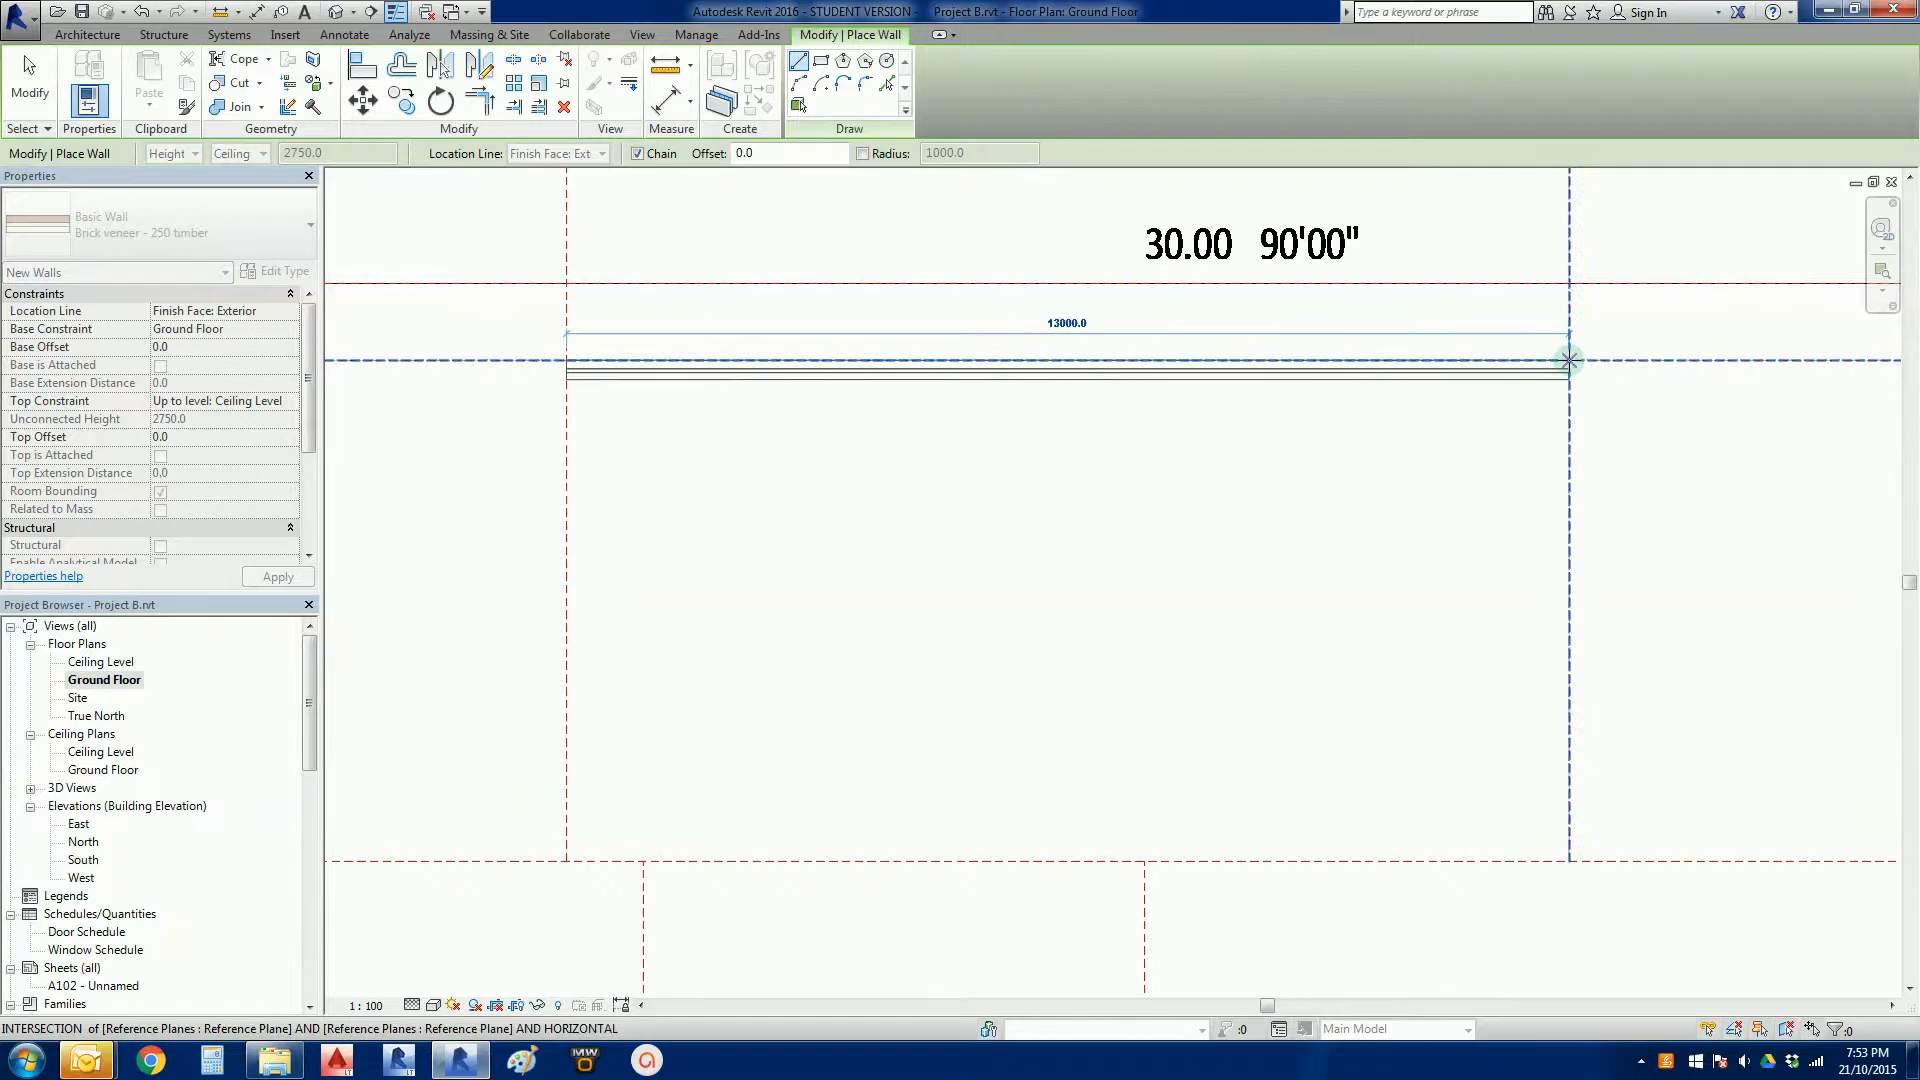 Autodesk Revit 2016 - STUDENT VERSION - Project B.rvt - Floor Plan: Ground Floor
Type a keyword or phrase
Sign In
Architecture Structure Systems Insert Annotate Analyze Massing & Site Collaborate View Manage Add-Ins Modify | Place Wall
Modify
Paste
Cope
Cut
Join
Select Properties Clipboard Geometry Modify View Measure Create Draw
Modify | Place Wall Height Ceiling 2750.0 Location Line: Finish Face: Ext Chain Offset: 0.0 Radius: 1000.0
Properties
Basic Wall
Brick veneer - 250 timber
New Walls Edit Type
Constraints
Location Line Finish Face: Exterior
Base Constraint Ground Floor
Base Offset 0.0
Base is Attached
Base Extension Distance 0.0
Top Constraint Up to level: Ceiling Level
Unconnected Height 2750.0
Top Offset 0.0
Top is Attached
Top Extension Distance 0.0
Room Bounding
Related to Mass
Structural
Structural
Enable Analytical Model
Properties help Apply
Project Browser - Project B.rvt
Views (all)
Floor Plans
Ceiling Level
Ground Floor
Site
True North
Ceiling Plans
Ceiling Level
Ground Floor
3D Views
Elevations (Building Elevation)
East
North
South
West
Legends
Schedules/Quantities
Door Schedule
Window Schedule
Sheets (all)
A102 - Unnamed
Families
30.00 90'00"
13000.0
2D
1 : 100
INTERSECTION of [Reference Planes : Reference Plane] AND [Reference Planes : Reference Plane] AND HORIZONTAL
:0
Main Model
:0
LT
LT
MW
7:53 PM
21/10/2015